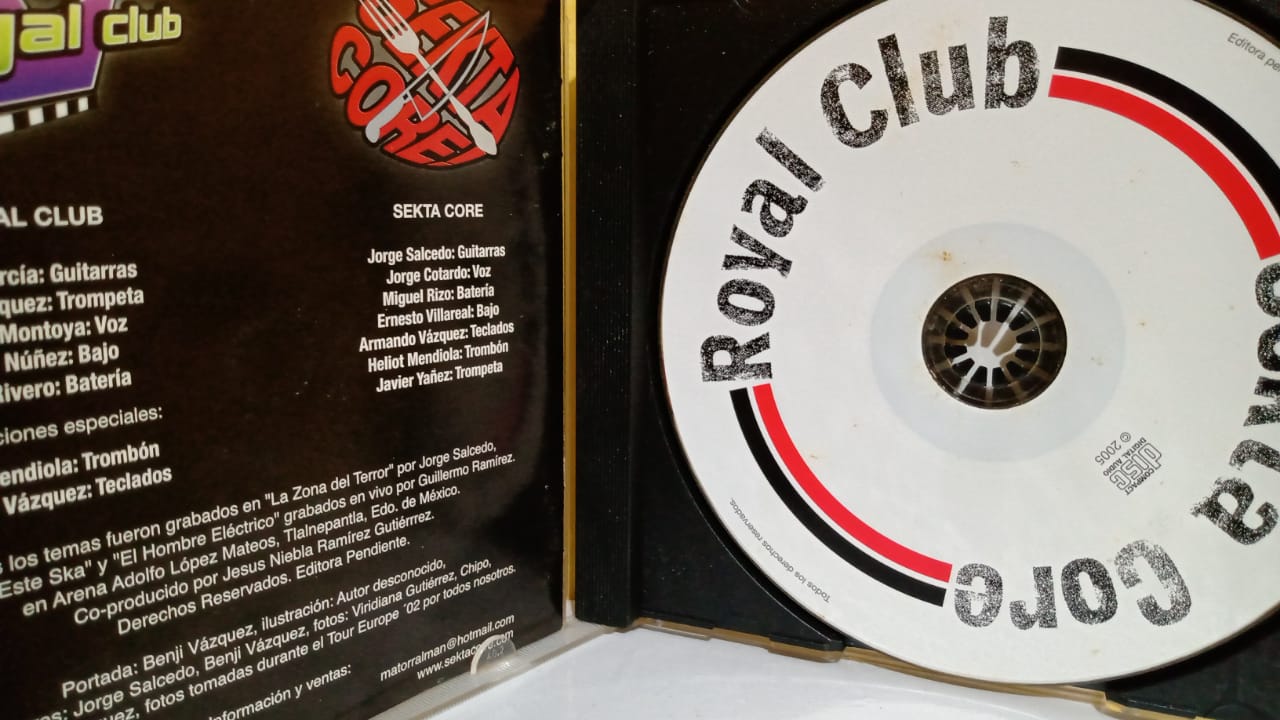 gal club
SEKTA
CORE!
AL CLUB
rcía: Guitarras
quez: Trompeta
Montoya: Voz
Núñez: Bajo
Rivero: Batería
ciones especiales:
endiola: Trombón
Vázquez: Teclados
SEKTA CORE
Jorge Salcedo: Guitarras
Jorge Cotardo: Voz
Miguel Rizo: Batería
Ernesto Villareal: Bajo
Armando Vázquez: Teclados
Heliot Mendiola: Trombón
Javier Yañez: Trompeta
s los temas fueron grabados en "La Zona del Terror" por Jorge Salcedo,
Este Ska" y "El Hombre Eléctrico" grabados en vivo por Guillermo Ramírez.
en Arena Adolfo López Mateos, Tlalnepantla, Edo. de México.
Co-producido por Jesus Niebla Ramírez Gutiérrrez.
Derechos Reservados. Editora Pendiente.
Portada: Benji Vázquez, ilustración: Autor desconocido,
as: Jorge Salcedo, Benji Vázquez, fotos: Viridiana Gutiérrez, Chipo,
uez, fotos tomadas durante el Tour Europe ´02 por todos nosotros.
nformación y ventas:
matorralman@hotmail.com
www.sektacore.com
Royal Club
Editora pe
Core
COMPACT
disc
DIGITAL AUDIO
© 2005
Todos los derechos reservados.